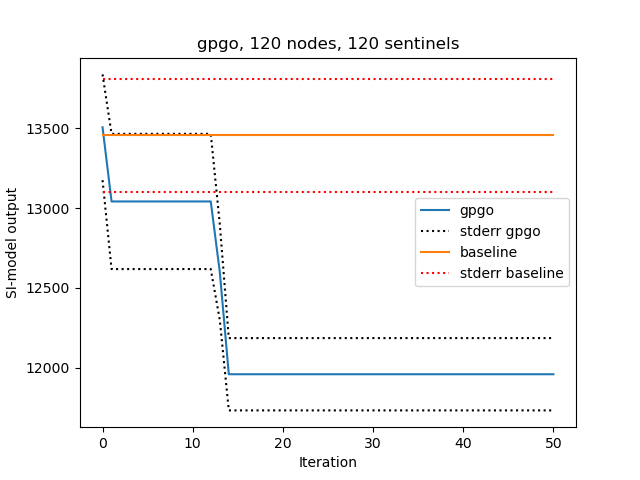 gpgo, 120 nodes, 120 sentinels
SI-model output
13500
13000
12500
12000
gpgo
stderr gpgo
baseline
stderr baseline
0 10 20 30 40 50
Iteration